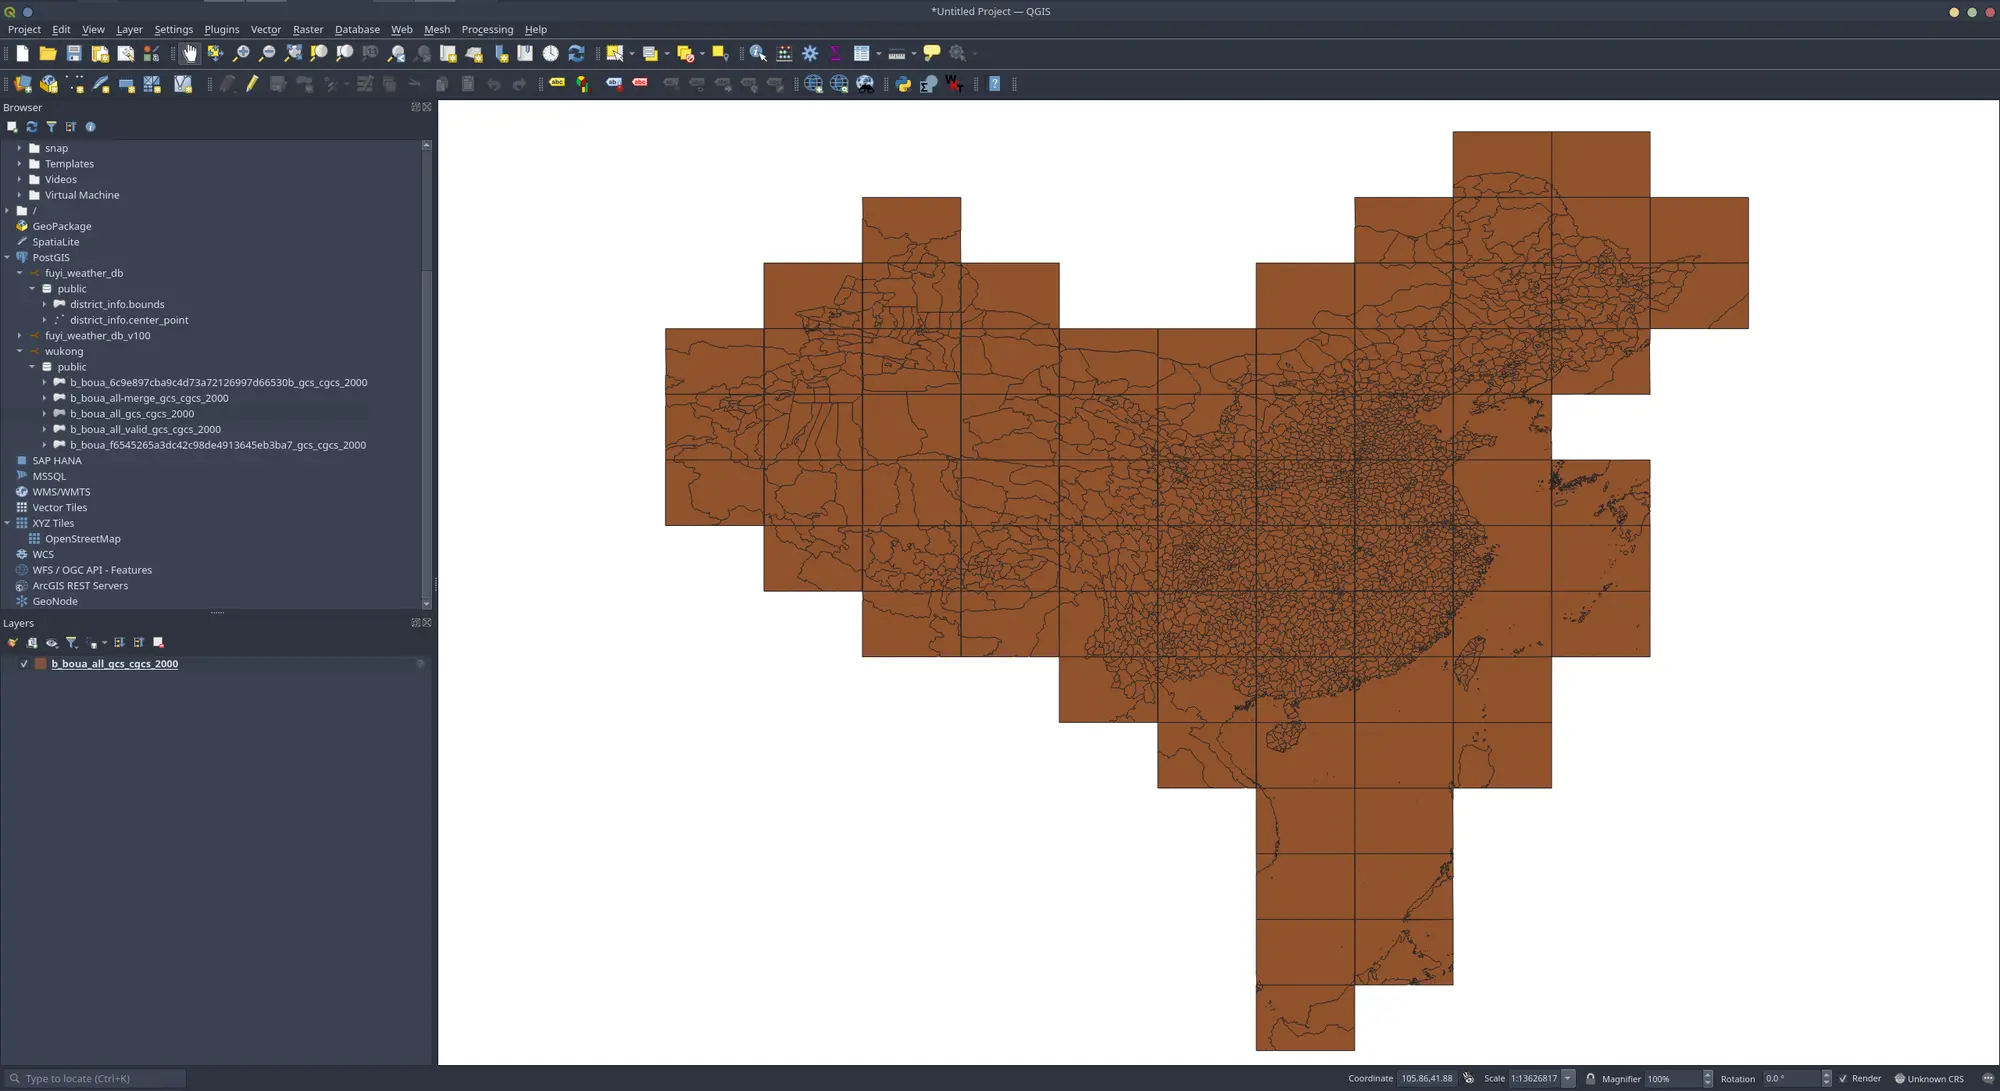 *Untitled Project — QGIS
Project Edit View Layer Settings Plugins Vector Raster Database Web Mesh Processing Help
Browser
snap
Templates
Videos
Virtual Machine
/
GeoPackage
SpatiaLite
PostGIS
fuyi_weather_db
public
district_info.bounds
district_info.center_point
fuyi_weather_db_v100
wukong
public
b_boua_6c9e897cba9c4d73a72126997d66530b_gcs_cgcs_2000
b_boua_all-merge_gcs_cgcs_2000
b_boua_all_gcs_cgcs_2000
b_boua_all_valid_gcs_cgcs_2000
b_boua_f6545265a3dc42c98de4913645eb3ba7_gcs_cgcs_2000
SAP HANA
MSSQL
WMS/WMTS
Vector Tiles
XYZ Tiles
OpenStreetMap
WCS
WFS / OGC API - Features
ArcGIS REST Servers
GeoNode
Layers
b_boua_all_gcs_cgcs_2000
Type to locate (Ctrl+K)
Coordinate 105.86,41.88 Scale 1:13626817 Magnifier 100% Rotation 0.0 ° Render Unknown CRS